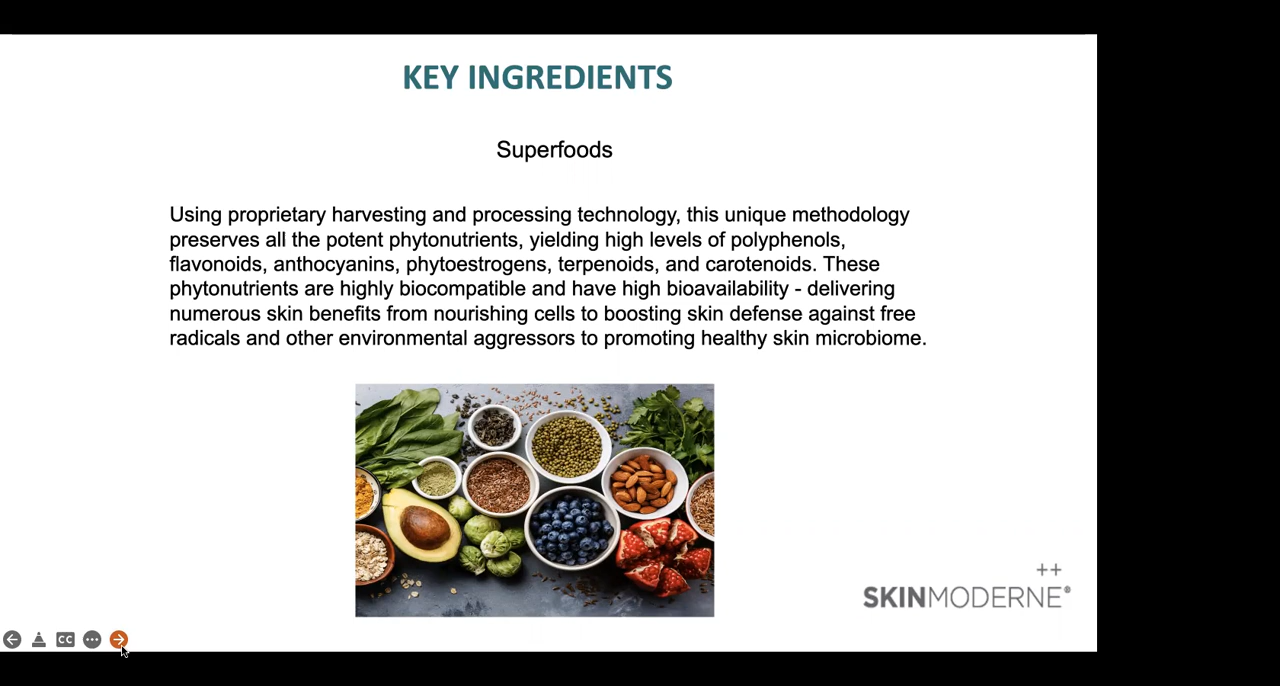 KEY INGREDIENTS
Superfoods
Using proprietary harvesting and processing technology, this unique methodology
preserves all the potent phytonutrients, yielding high levels of polyphenols,
flavonoids, anthocyanins, phytoestrogens, terpenoids, and carotenoids. These
phytonutrients are highly biocompatible and have high bioavailability - delivering
numerous skin benefits from nourishing cells to boosting skin defense against free
radicals and other environmental aggressors to promoting healthy skin microbiome.
++
SKINMODERNE®
CC